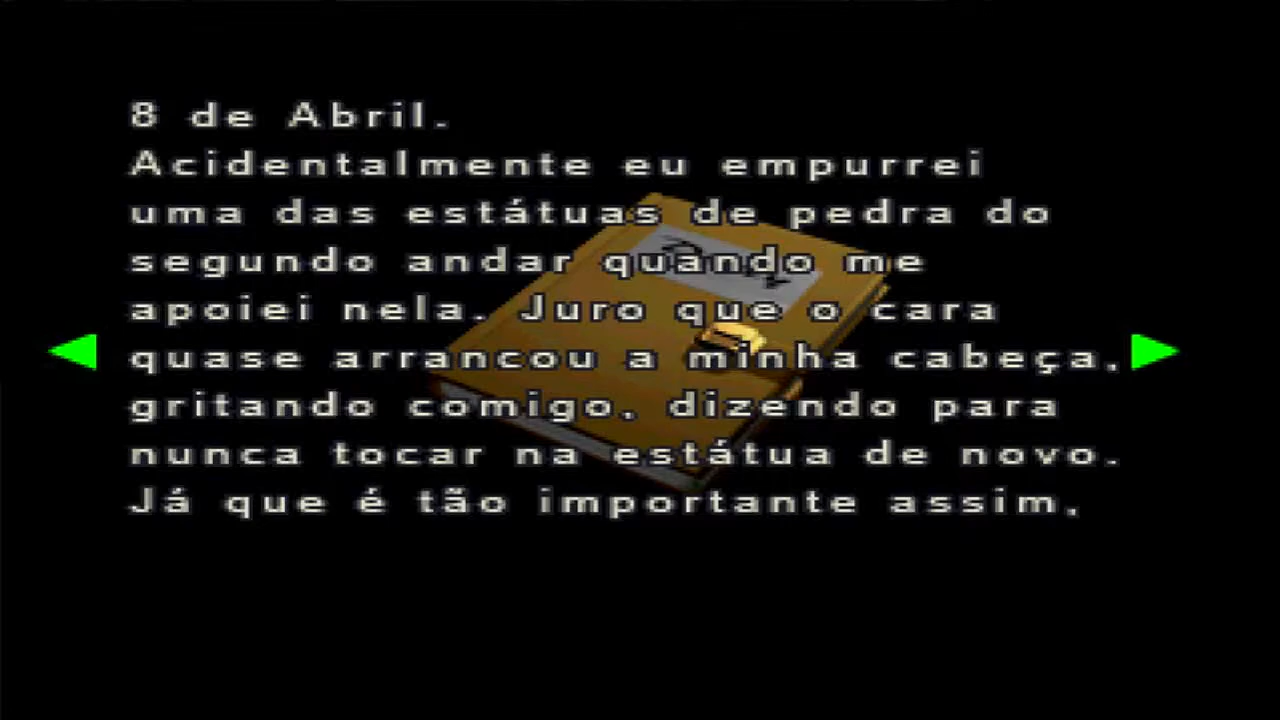 8 de Abril.
Acidentalmente eu empurrei
uma das estátuas de pedra do
segundo andar quando me
apoiei nela. Juro que o cara
quase arrancou a minha cabeça,
gritando comigo, dizendo para
nunca tocar na estátua de novo.
Já que é tão importante assim,